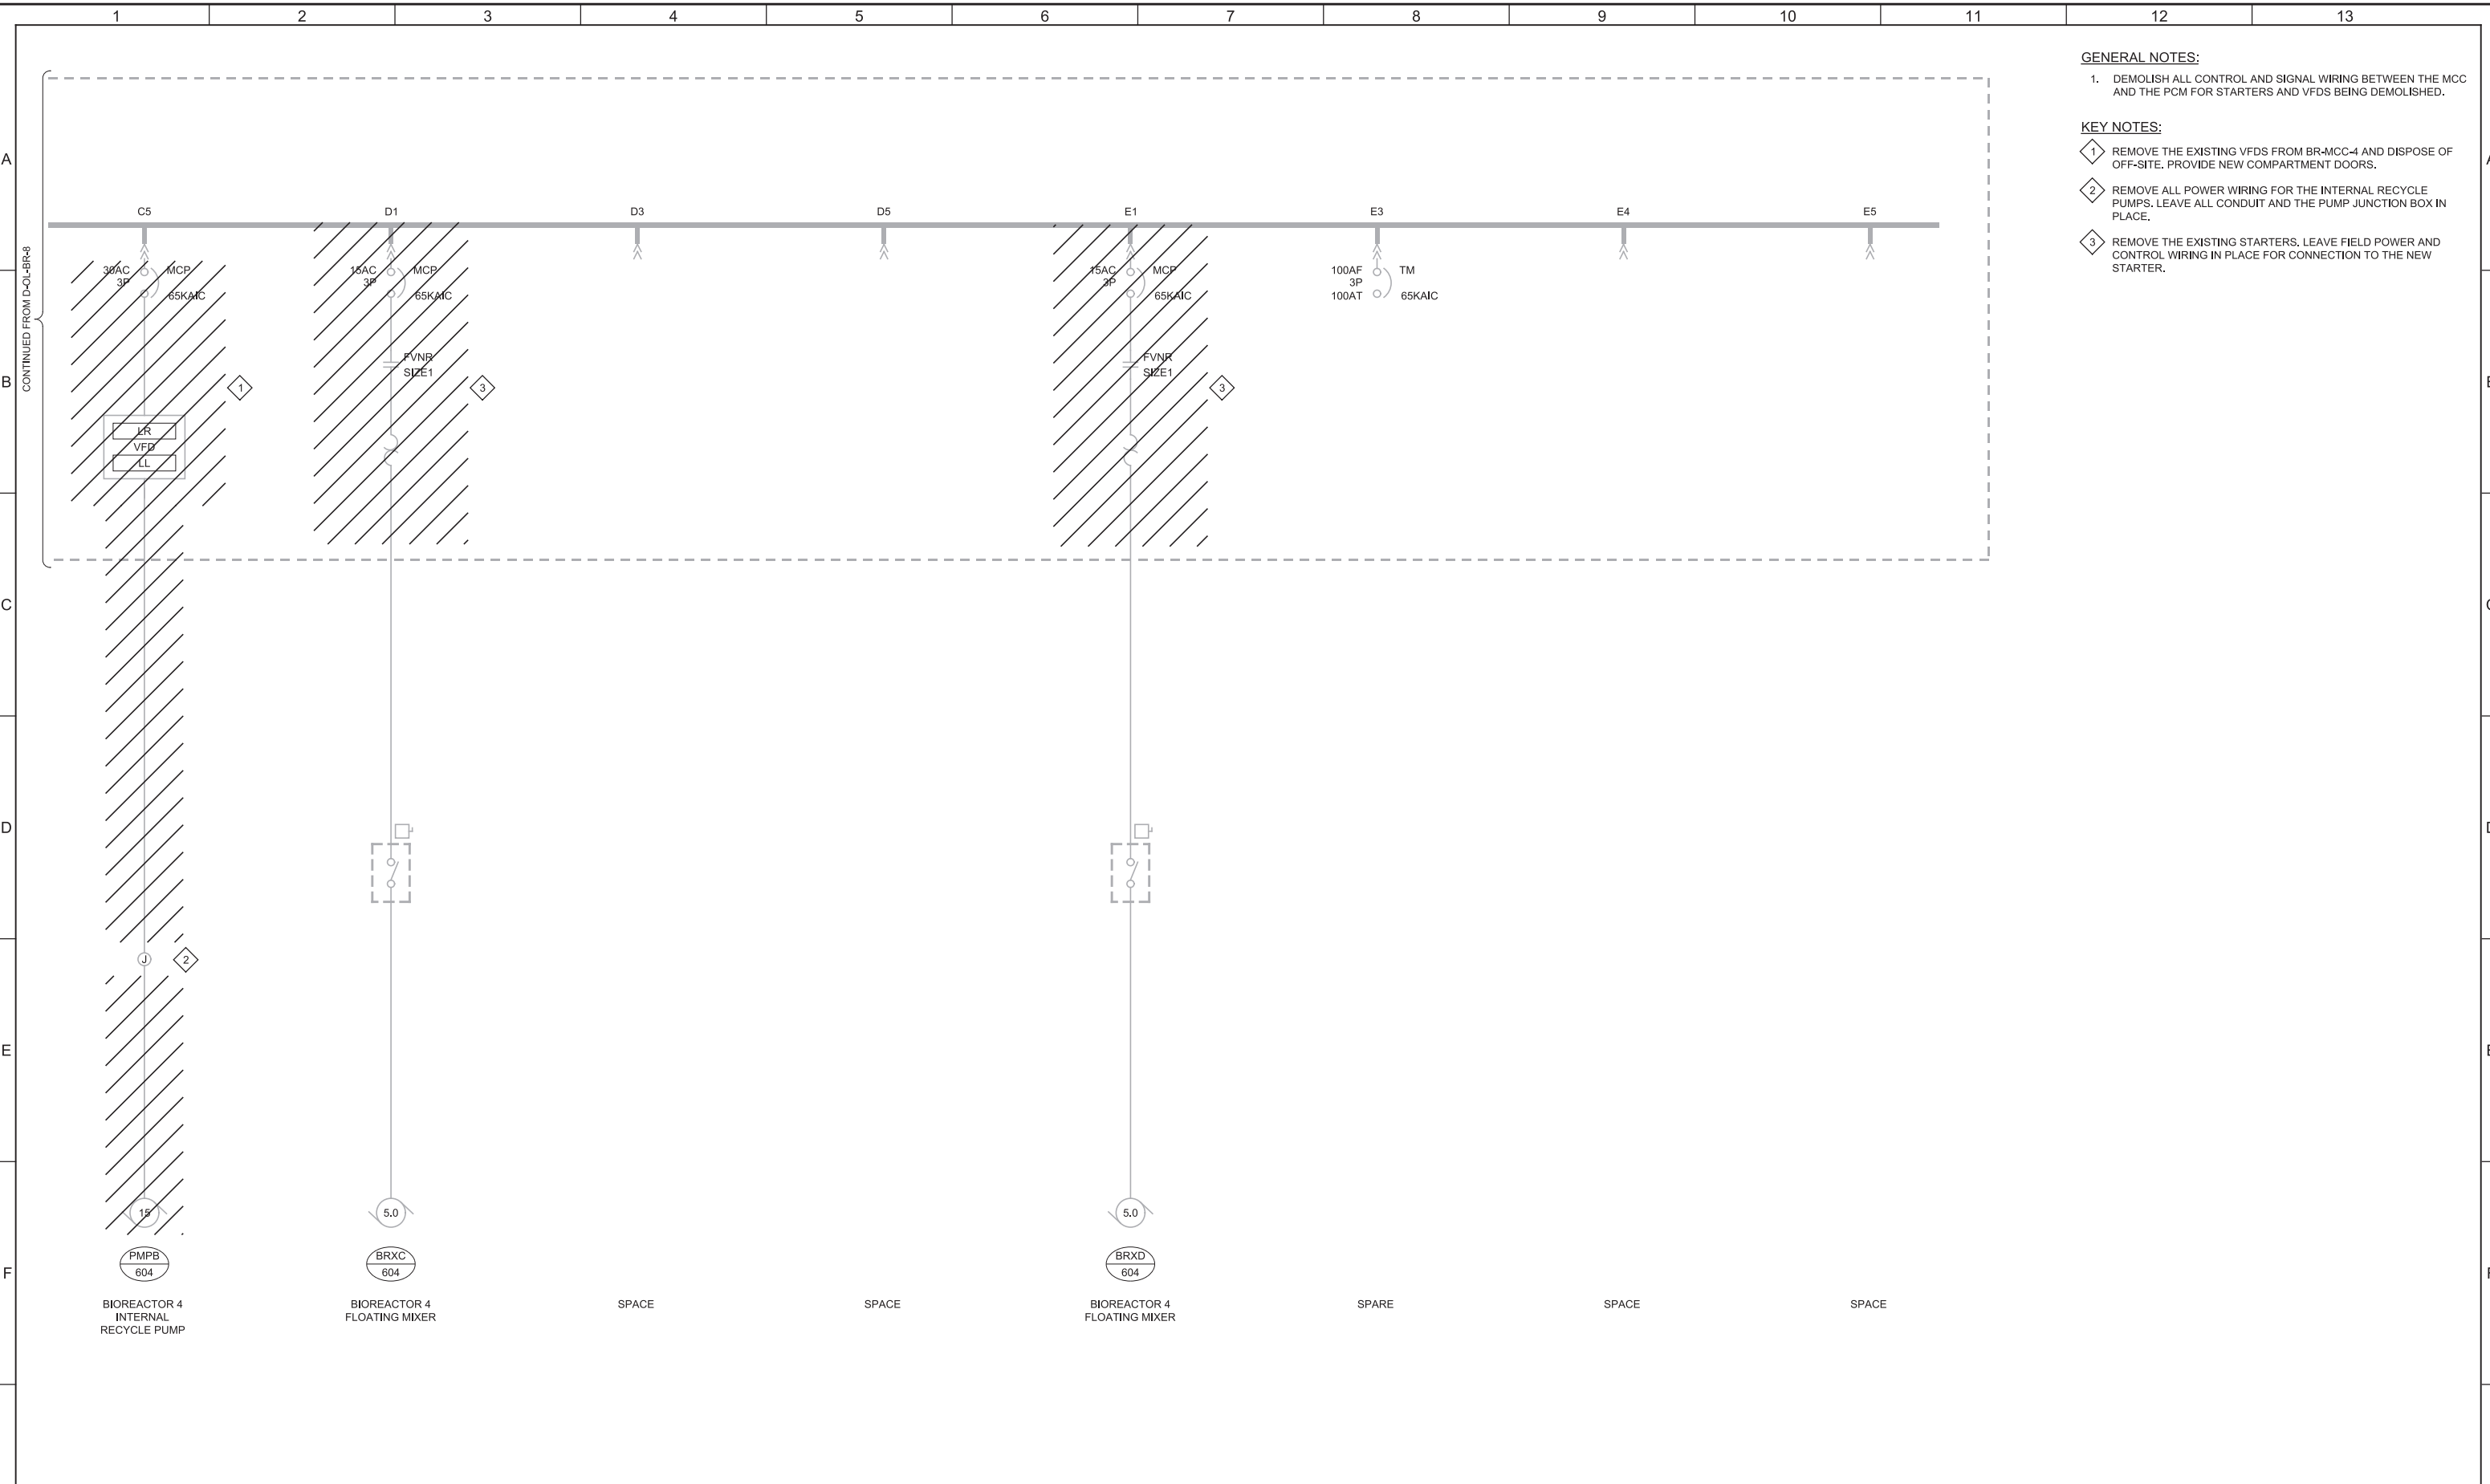 1 2 3 4 5 6 7 8 9 10 11 12 13
GENERAL NOTES:
1. DEMOLISH ALL CONTROL AND SIGNAL WIRING BETWEEN THE MCC
AND THE PCM FOR STARTERS AND VFDS BEING DEMOLISHED.
KEY NOTES:
1 REMOVE THE EXISTING VFDS FROM BR-MCC-4 AND DISPOSE OF
OFF-SITE. PROVIDE NEW COMPARTMENT DOORS.
2 REMOVE ALL POWER WIRING FOR THE INTERNAL RECYCLE
PUMPS. LEAVE ALL CONDUIT AND THE PUMP JUNCTION BOX IN
PLACE.
3 REMOVE THE EXISTING STARTERS. LEAVE FIELD POWER AND
CONTROL WIRING IN PLACE FOR CONNECTION TO THE NEW
STARTER.
A
B
C
D
E
F
CONTINUED FROM D-OL-BR-8
C5 D1 D3 D5 E1 E3 E4 E5
30AC MCP
3P
65KAIC
15AC MCP
3P
65KAIC
15AC MCP
3P
65KAIC
100AF TM
3P
100AT 65KAIC
FVNR
SIZE1
FVNR
SIZE1
1
3
3
LR
VFD
LL
J
2
15
5.0
5.0
PMPB
604
BRXC
604
BRXD
604
BIOREACTOR 4
INTERNAL
RECYCLE PUMP
BIOREACTOR 4
FLOATING MIXER
SPACE
SPACE
BIOREACTOR 4
FLOATING MIXER
SPARE
SPACE
SPACE